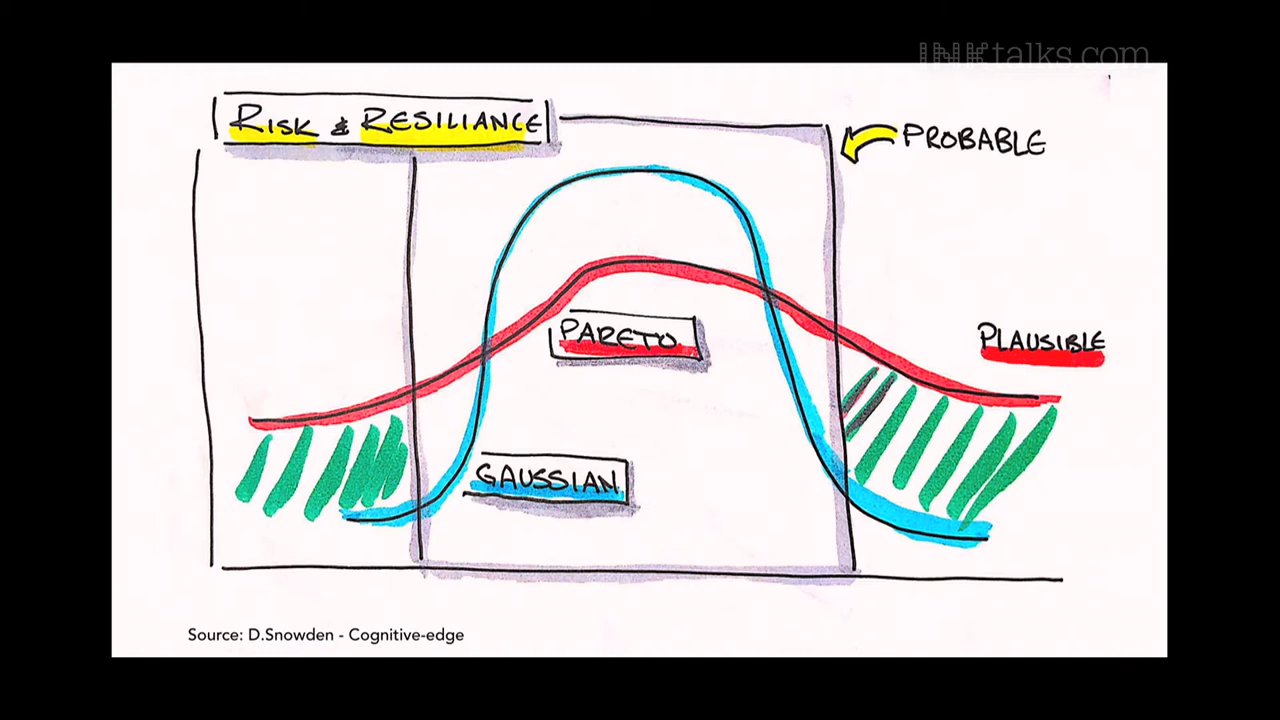 INKtalks.com
RISK & RESILIANCE
PROBABLE
PARETO
PLAUSIBLE
GAUSSIAN
Source: D.Snowden - Cognitive-edge